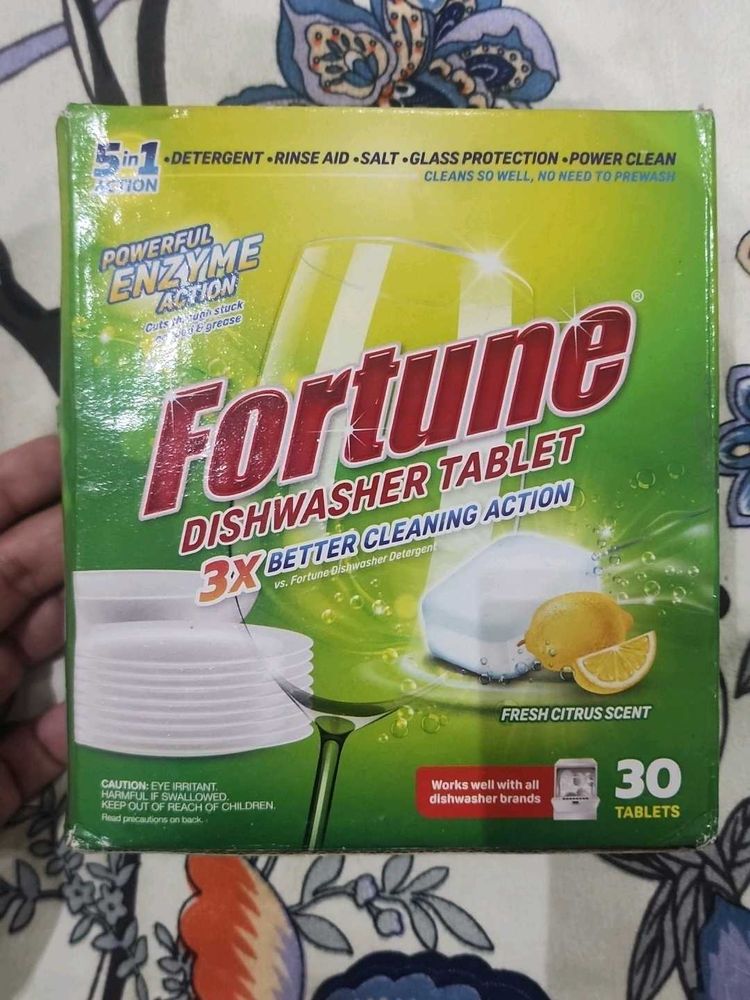 5in1 ACTION
•DETERGENT •RINSE AID •SALT •GLASS PROTECTION •POWER CLEAN
CLEANS SO WELL, NO NEED TO PREWASH
POWERFUL
ENZYME
ACTION
Cuts through stuck
& grease
Fortune®
DISHWASHER TABLET
3X BETTER CLEANING ACTION
vs. Fortune Dishwasher Detergent
FRESH CITRUS SCENT
CAUTION: EYE IRRITANT.
HARMFUL IF SWALLOWED.
KEEP OUT OF REACH OF CHILDREN.
Read precautions on back.
Works well with all
dishwasher brands
30
TABLETS